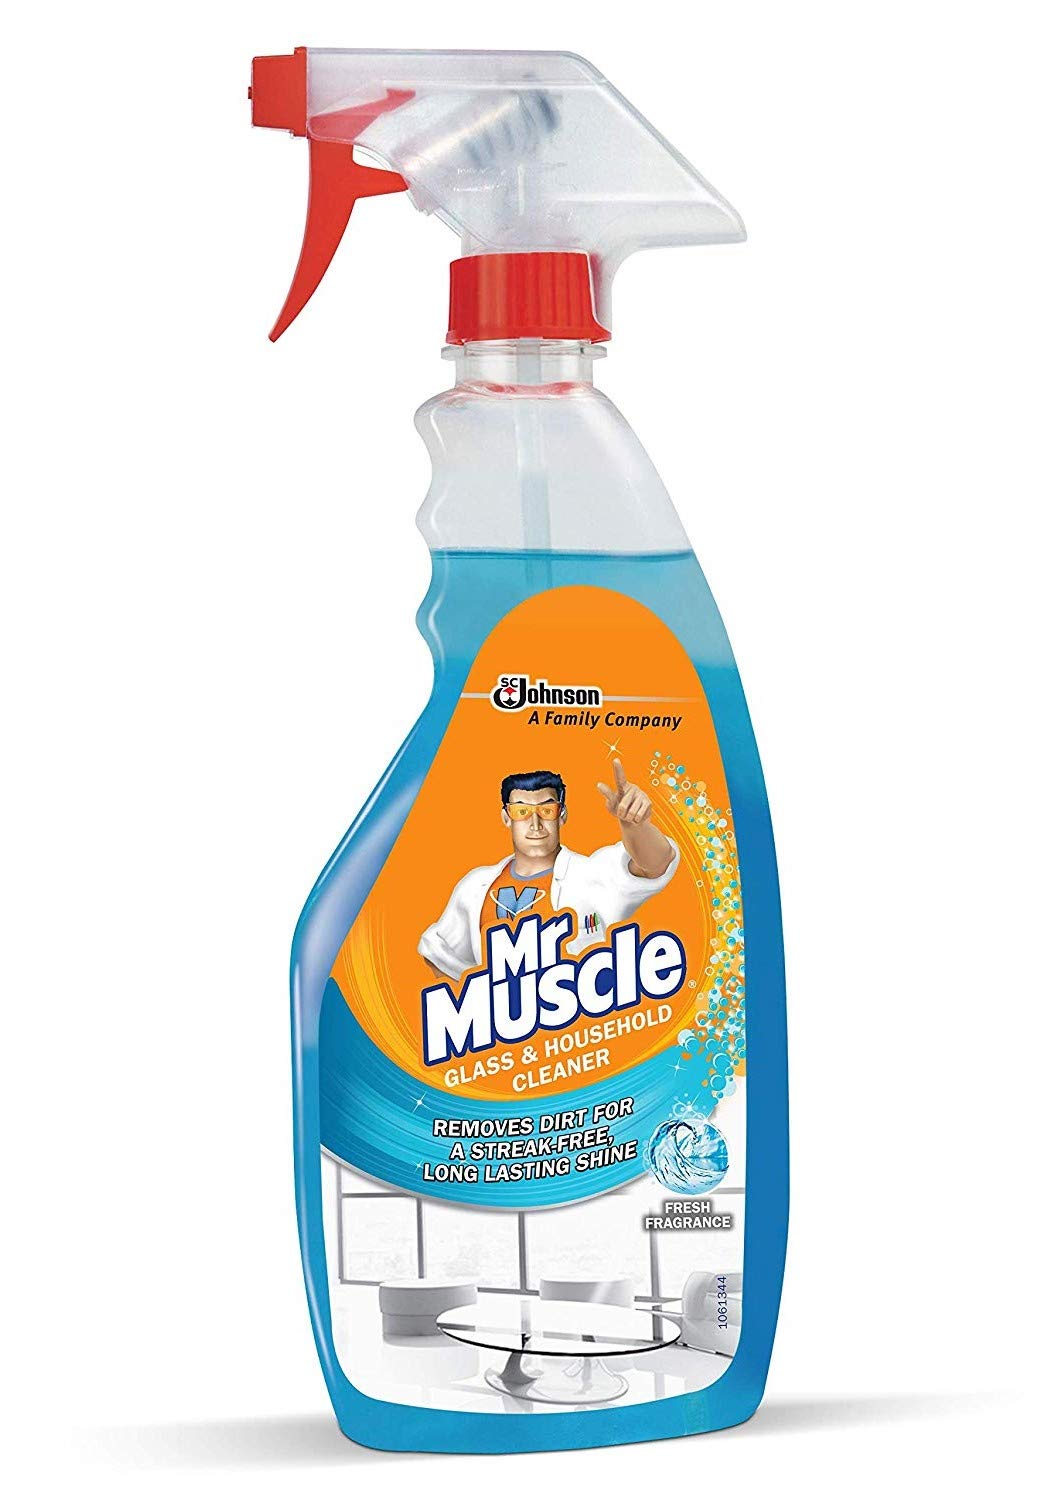 SC Johnson
A Family Company
M
Mr
Muscle®
GLASS & HOUSEHOLD
CLEANER
REMOVES DIRT FOR
A STREAK-FREE,
LONG LASTING SHINE
FRESH
FRAGRANCE
1061344